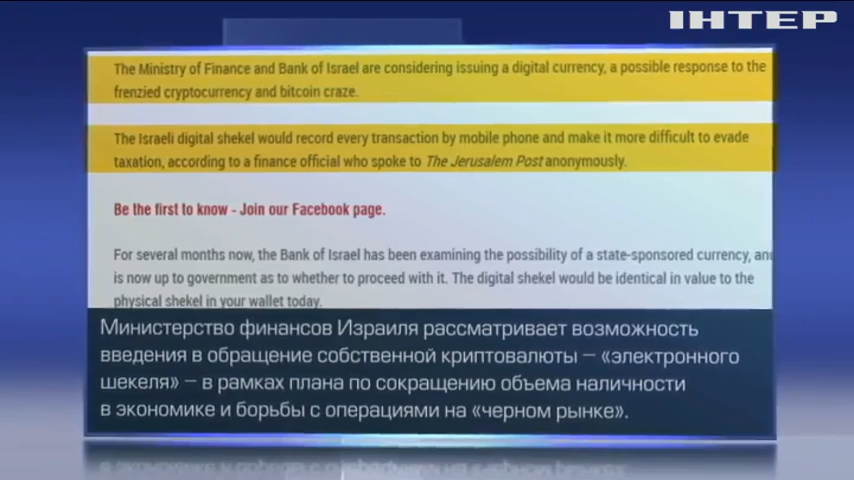 ІНТЕР
The Ministry of Finance and Bank of Israel are considering issuing a digital currency, a possible response to the
frenzied cryptocurrency and bitcoin craze.
The Israeli digital shekel would record every transaction by mobile phone and make it more difficult to evade
taxation, according to a finance official who spoke to The Jerusalem Post anonymously.
Be the first to know - Join our Facebook page.
For several months now, the Bank of Israel has been examining the possibility of a state-sponsored currency, and
is now up to government as to whether to proceed with it. The digital shekel would be identical in value to the
physical shekel in your wallet today.
Министерство финансов Израиля рассматривает возможность
введения в обращение собственной криптовалюты – «электронного
шекеля» – в рамках плана по сокращению объема наличности
в экономике и борьбы с операциями на «черном рынке».